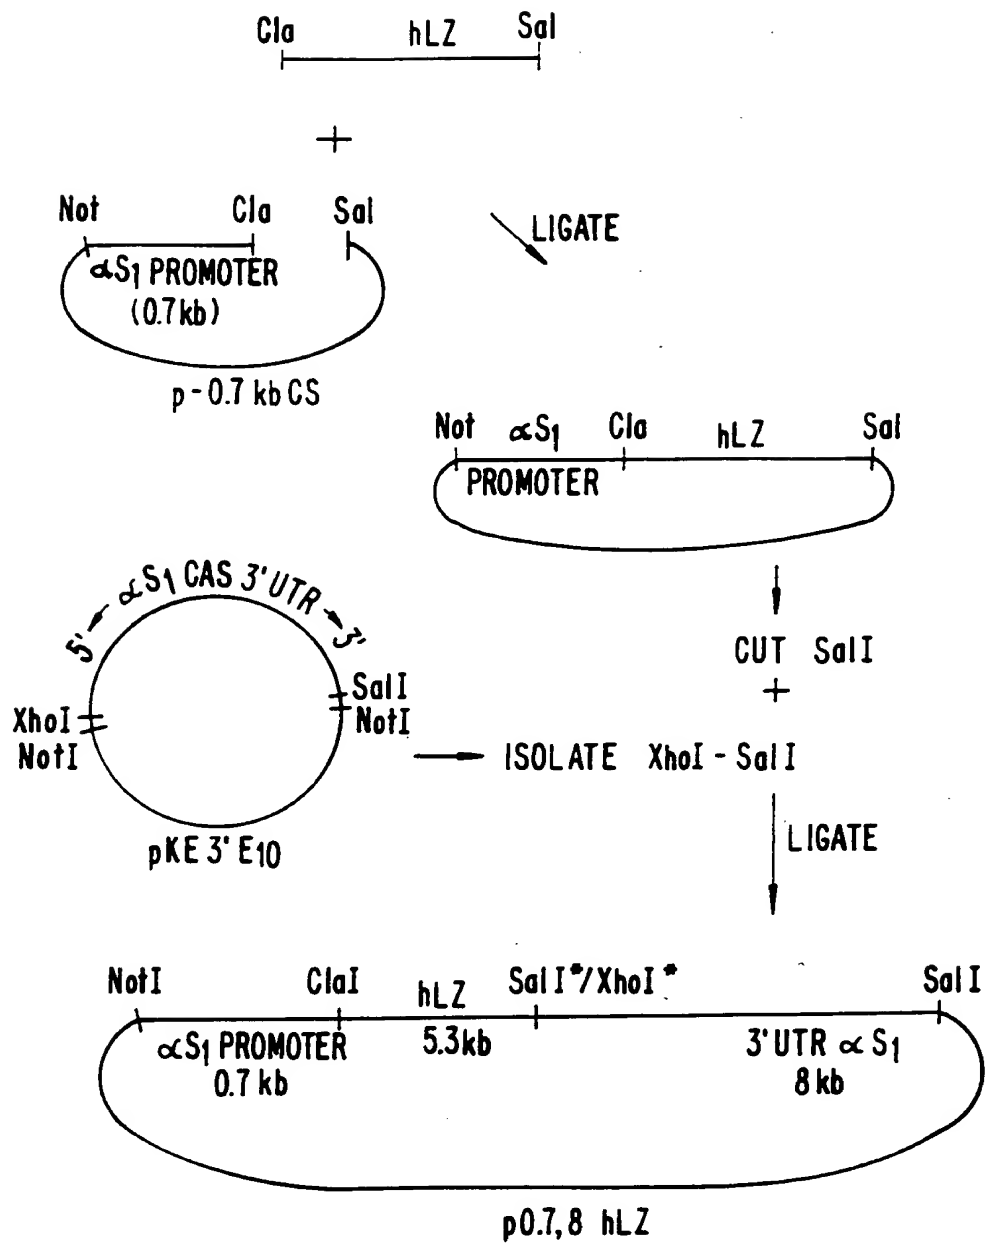 Cla hLZ Sal
+
Not Cla Sal
αS1 PROMOTER
(0.7kb)
p-0.7 kb CS
LIGATE
Not αS1 Cla hLZ Sal
PROMOTER
CUT SalI
+
5' ← αS1 CAS 3' UTR → 3'
XhoI
NotI
SalI
NotI
pKE 3' E10
ISOLATE XhoI - SalI
LIGATE
NotI ClaI hLZ SalI*/XhoI* SalI
αS1 PROMOTER 5.3kb 3' UTR αS1
0.7 kb 8 kb
p0.7,8 hLZ